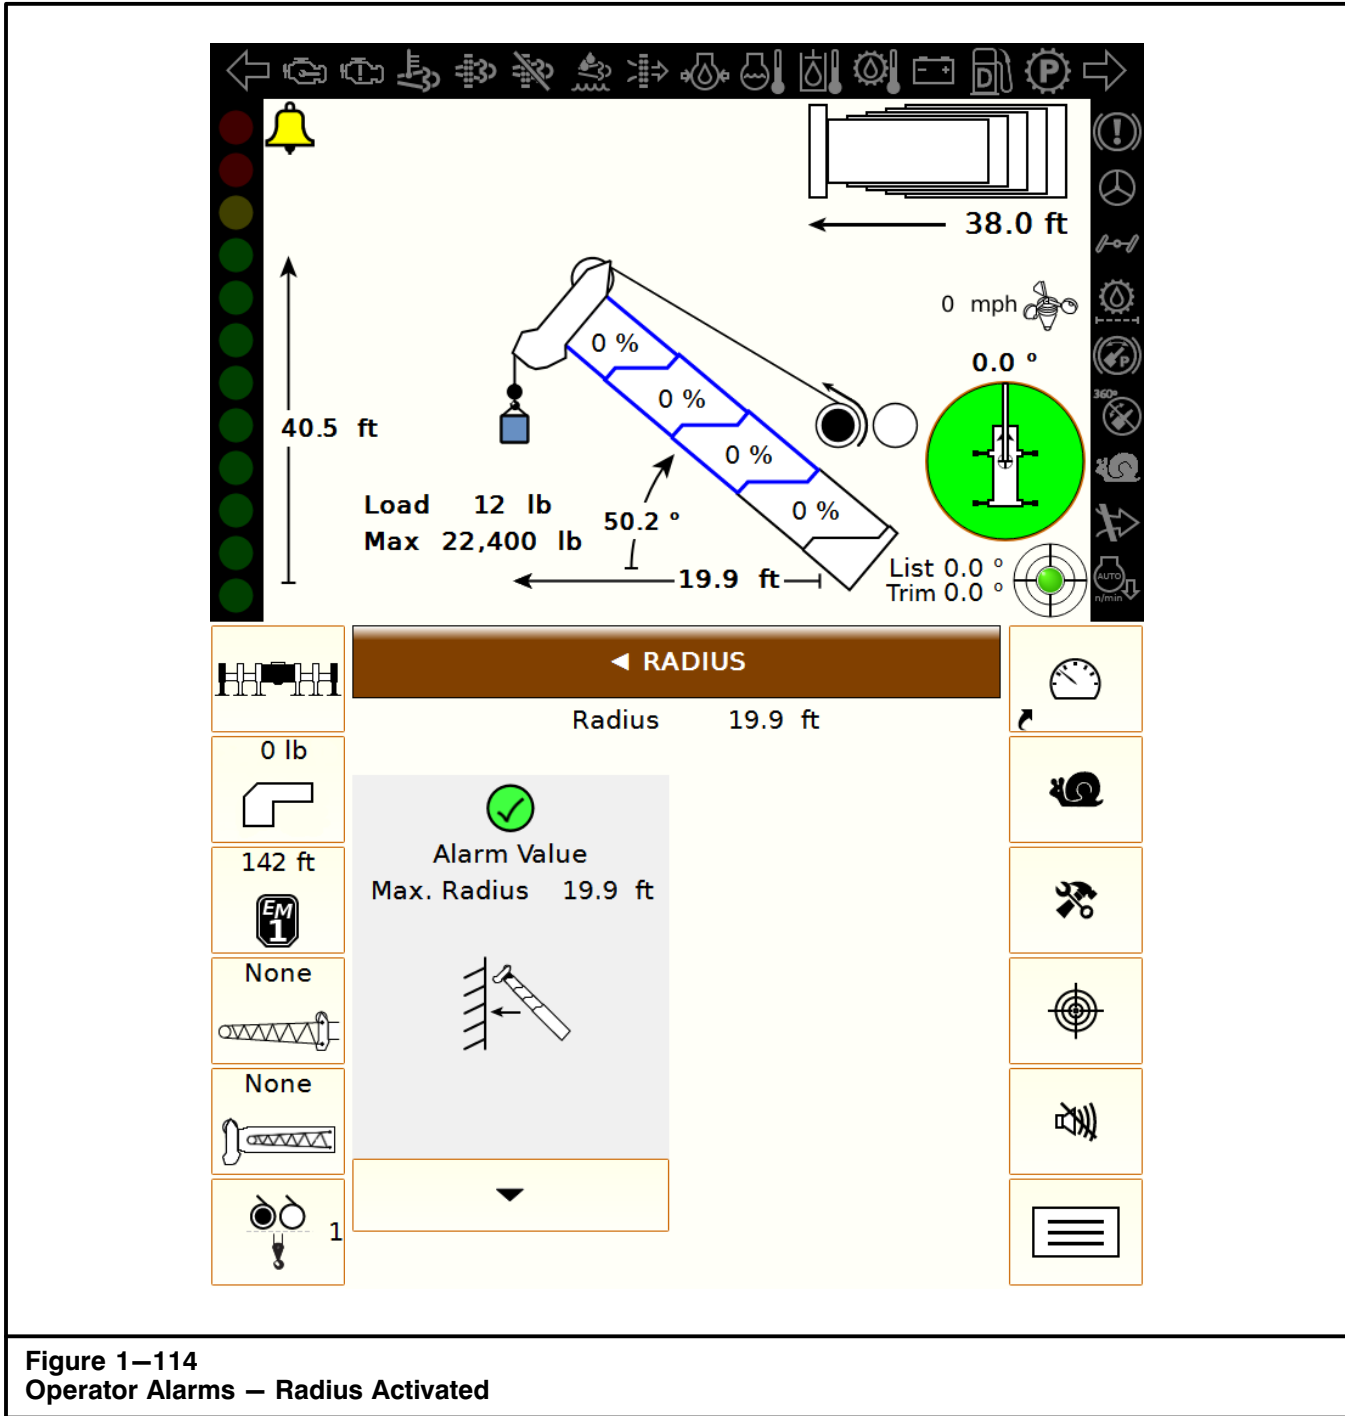 D
P
38.0 ft
0 mph
0.0 °
P
360°
0 %
0 %
0 %
0 %
40.5 ft
Load 12 lb
Max 22,400 lb
50.2 °
19.9 ft
List 0.0 °
Trim 0.0 °
AUTO
n/min
◄ RADIUS
Radius 19.9 ft
0 lb
Alarm Value
Max. Radius 19.9 ft
142 ft
EM
1
None
None
1
Figure 1–114
Operator Alarms – Radius Activated